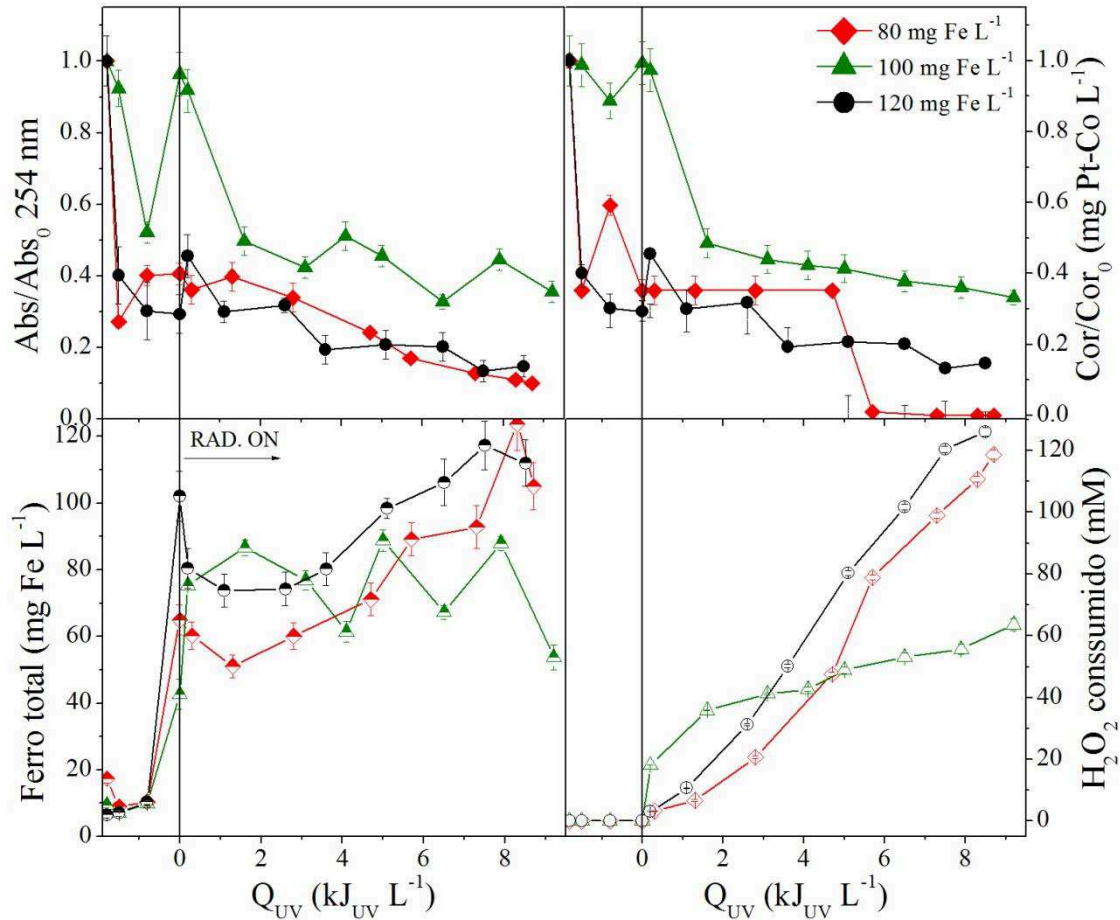 Abs/Abs₀ 254 nm
1.0
0.8
0.6
0.4
0.2
0.0
80 mg Fe L⁻¹
100 mg Fe L⁻¹
120 mg Fe L⁻¹
1.0
0.8
0.6
0.4
0.2
0.0
Cor/Cor₀ (mg Pt-Co L⁻¹)
Ferro total (mg Fe L⁻¹)
120
100
80
60
40
20
0
RAD. ON
120
100
80
60
40
20
0
H₂O₂ conssumido (mM)
0 2 4 6 8
0 2 4 6 8
Q_UV (kJ_UV L⁻¹)
Q_UV (kJ_UV L⁻¹)